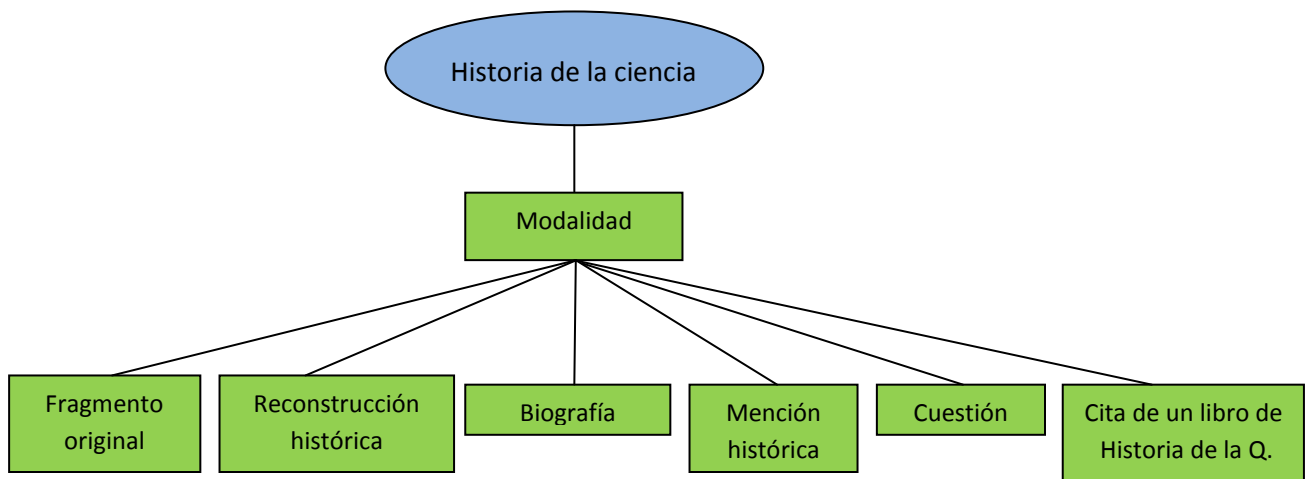 Historia de la ciencia
Modalidad
Fragmento
original
Reconstrucción
histórica
Biografía
Mención
histórica
Cuestión
Cita de un libro de
Historia de la Q.